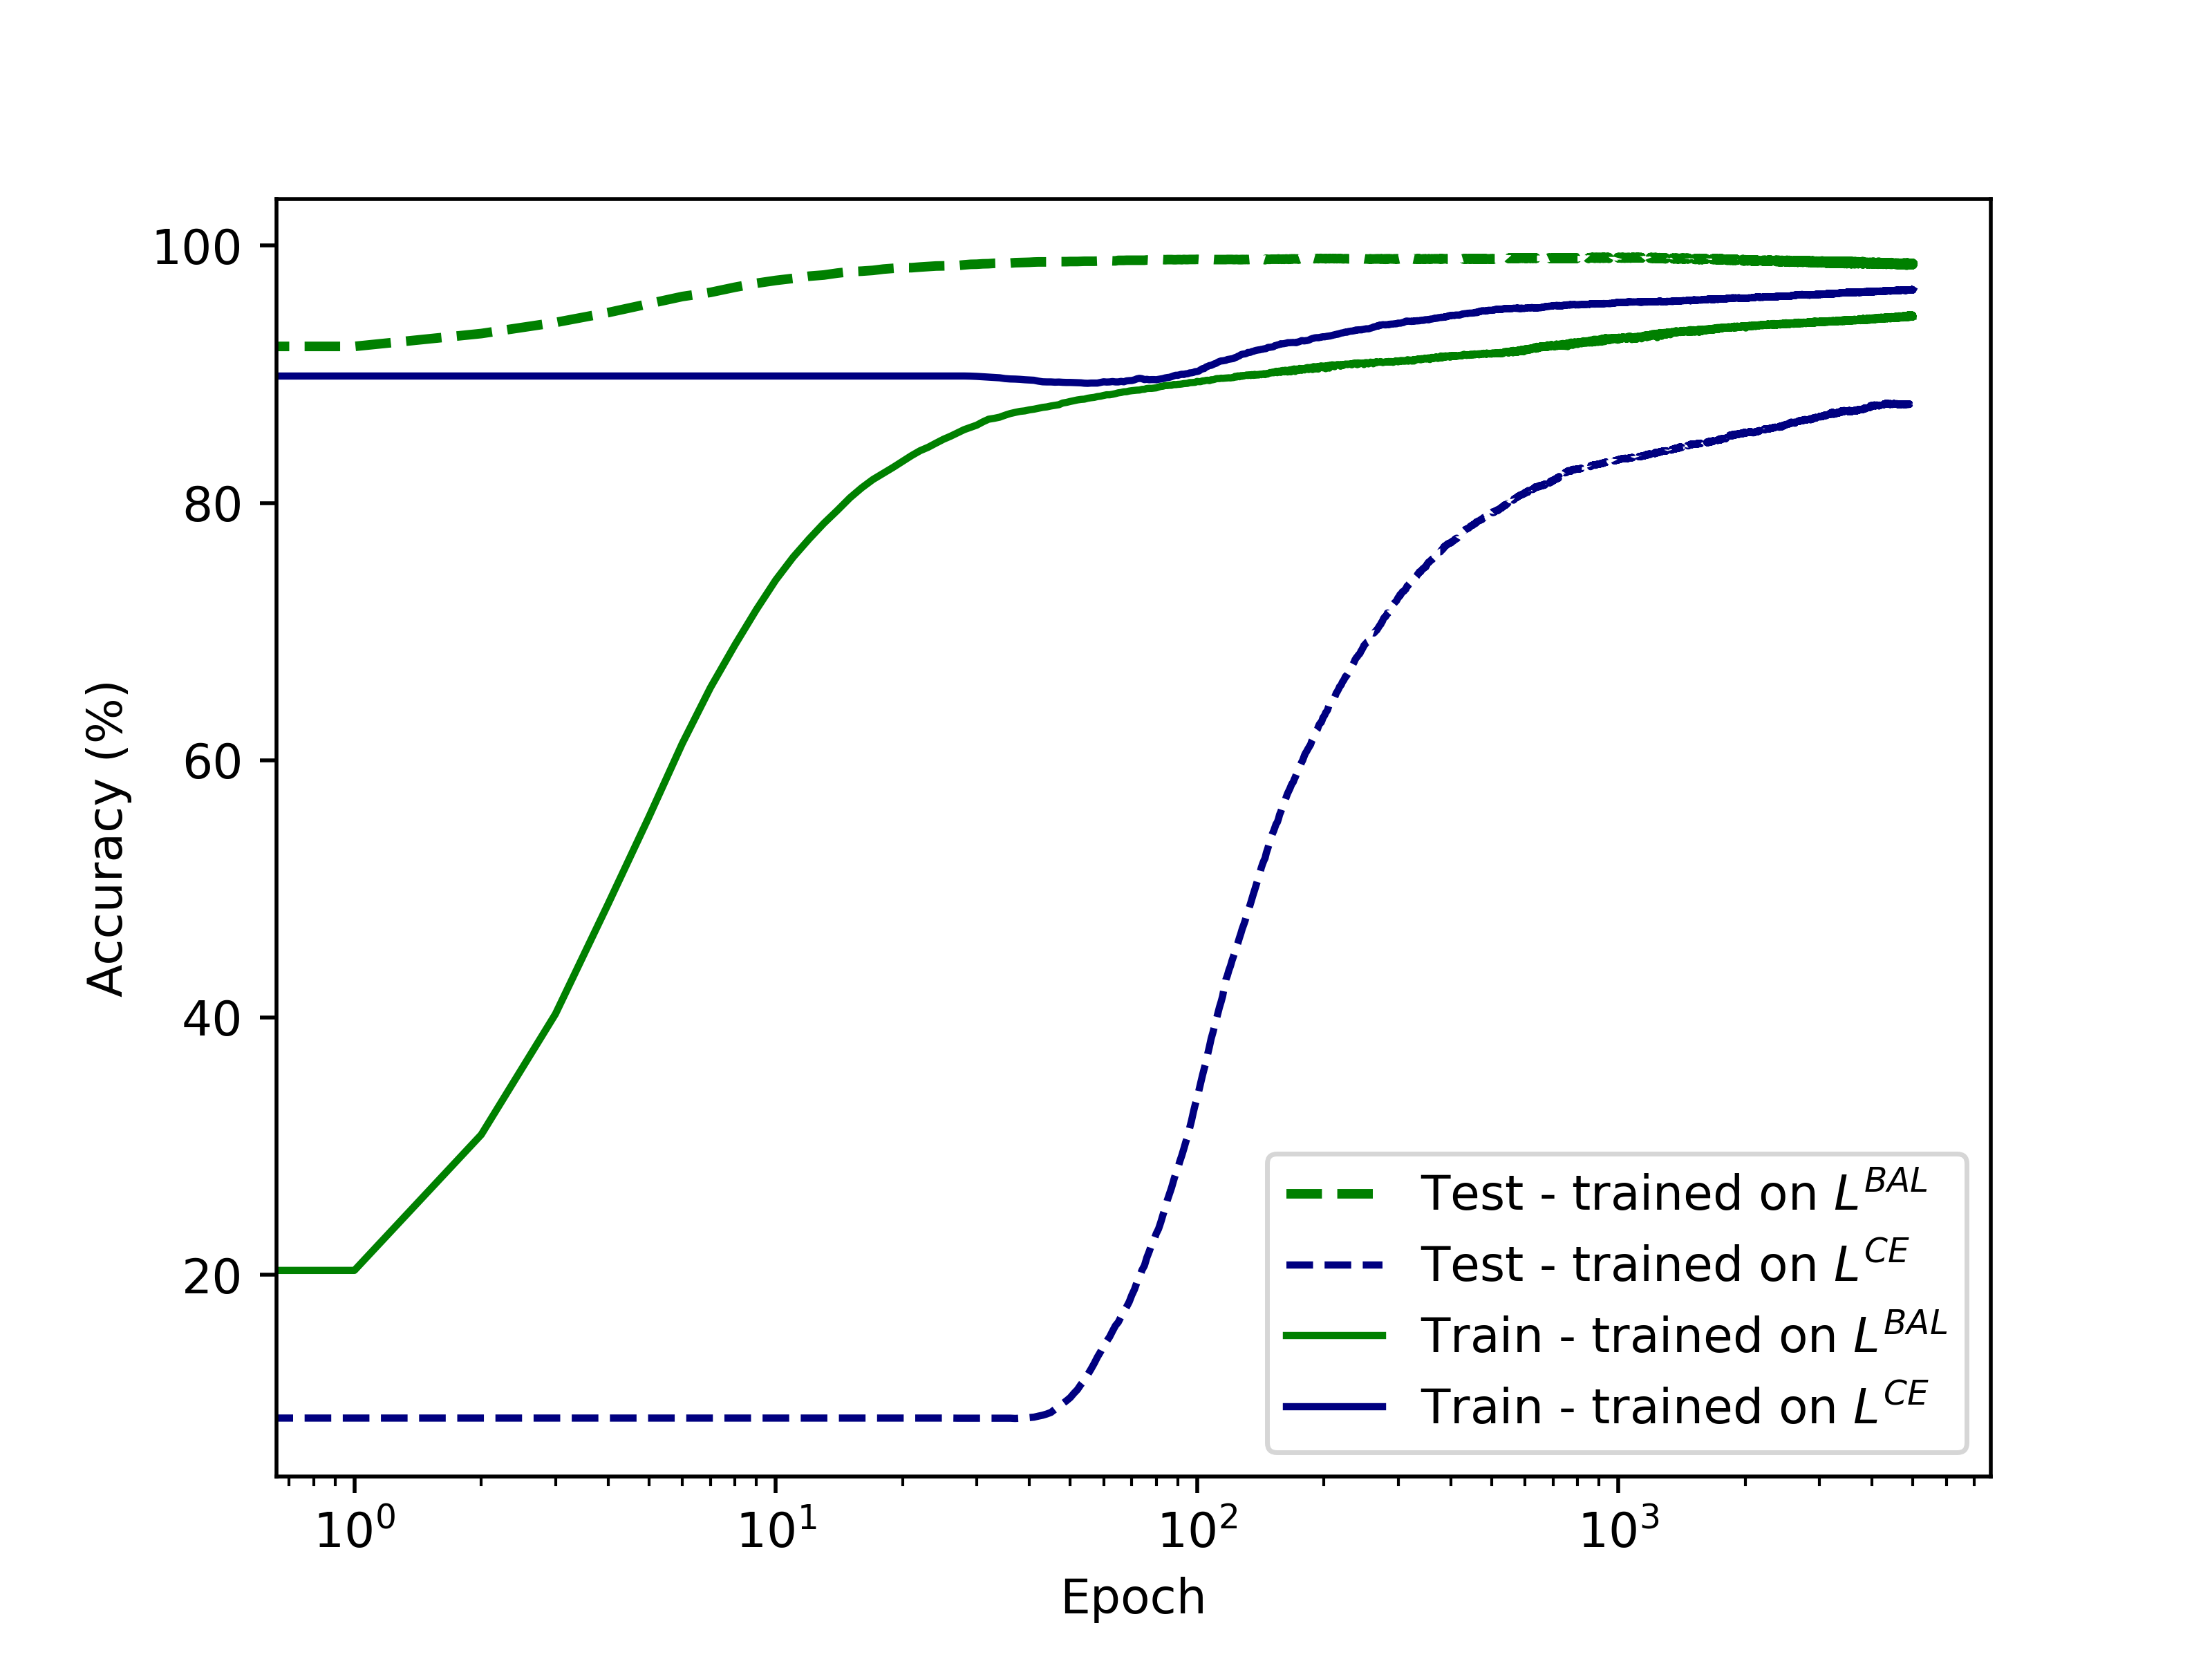 100
80
60
40
20
Accuracy (%)
10^0 10^1 10^2 10^3
Epoch
Test - trained on L^BAL
Test - trained on L^CE
Train - trained on L^BAL
Train - trained on L^CE